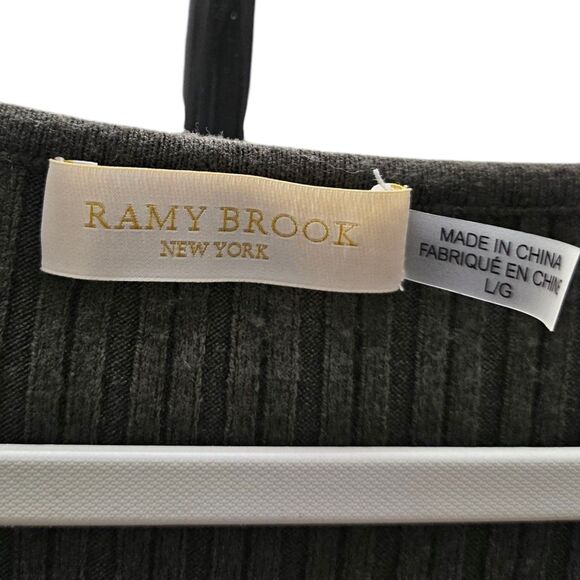 RAMY BROOK
NEW YORK
MADE IN CHINA
FABRIQUÉ EN CHINE
L/G